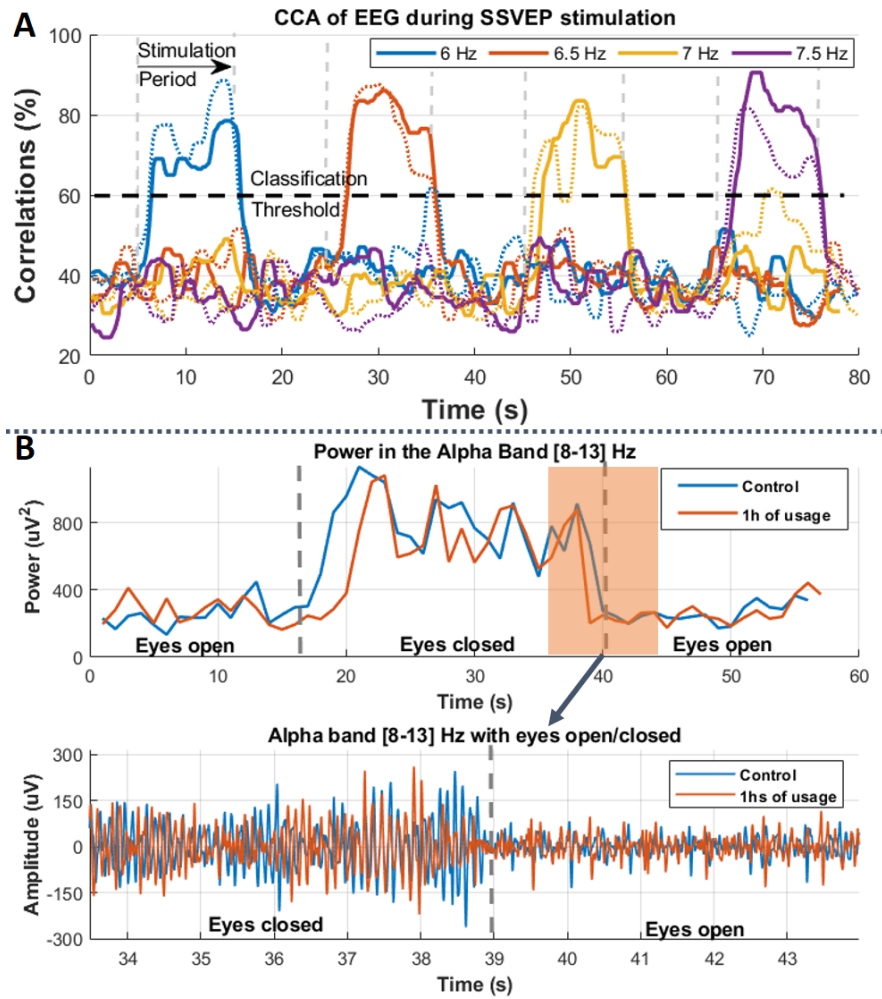 A
CCA of EEG during SSVEP stimulation
Correlations (%)
100
80
60
40
20
Stimulation
Period
6 Hz
6.5 Hz
7 Hz
7.5 Hz
Classification
Threshold
0
10
20
30
40
50
60
70
80
Time (s)
B
Power in the Alpha Band [8-13] Hz
Power (uV²)
800
400
0
Control
1h of usage
Eyes open
Eyes closed
Eyes open
0
10
20
30
40
50
60
Time (s)
Alpha band [8-13] Hz with eyes open/closed
Amplitude (uV)
300
150
0
-150
-300
Control
1hs of usage
Eyes closed
Eyes open
34
35
36
37
38
39
40
41
42
43
Time (s)